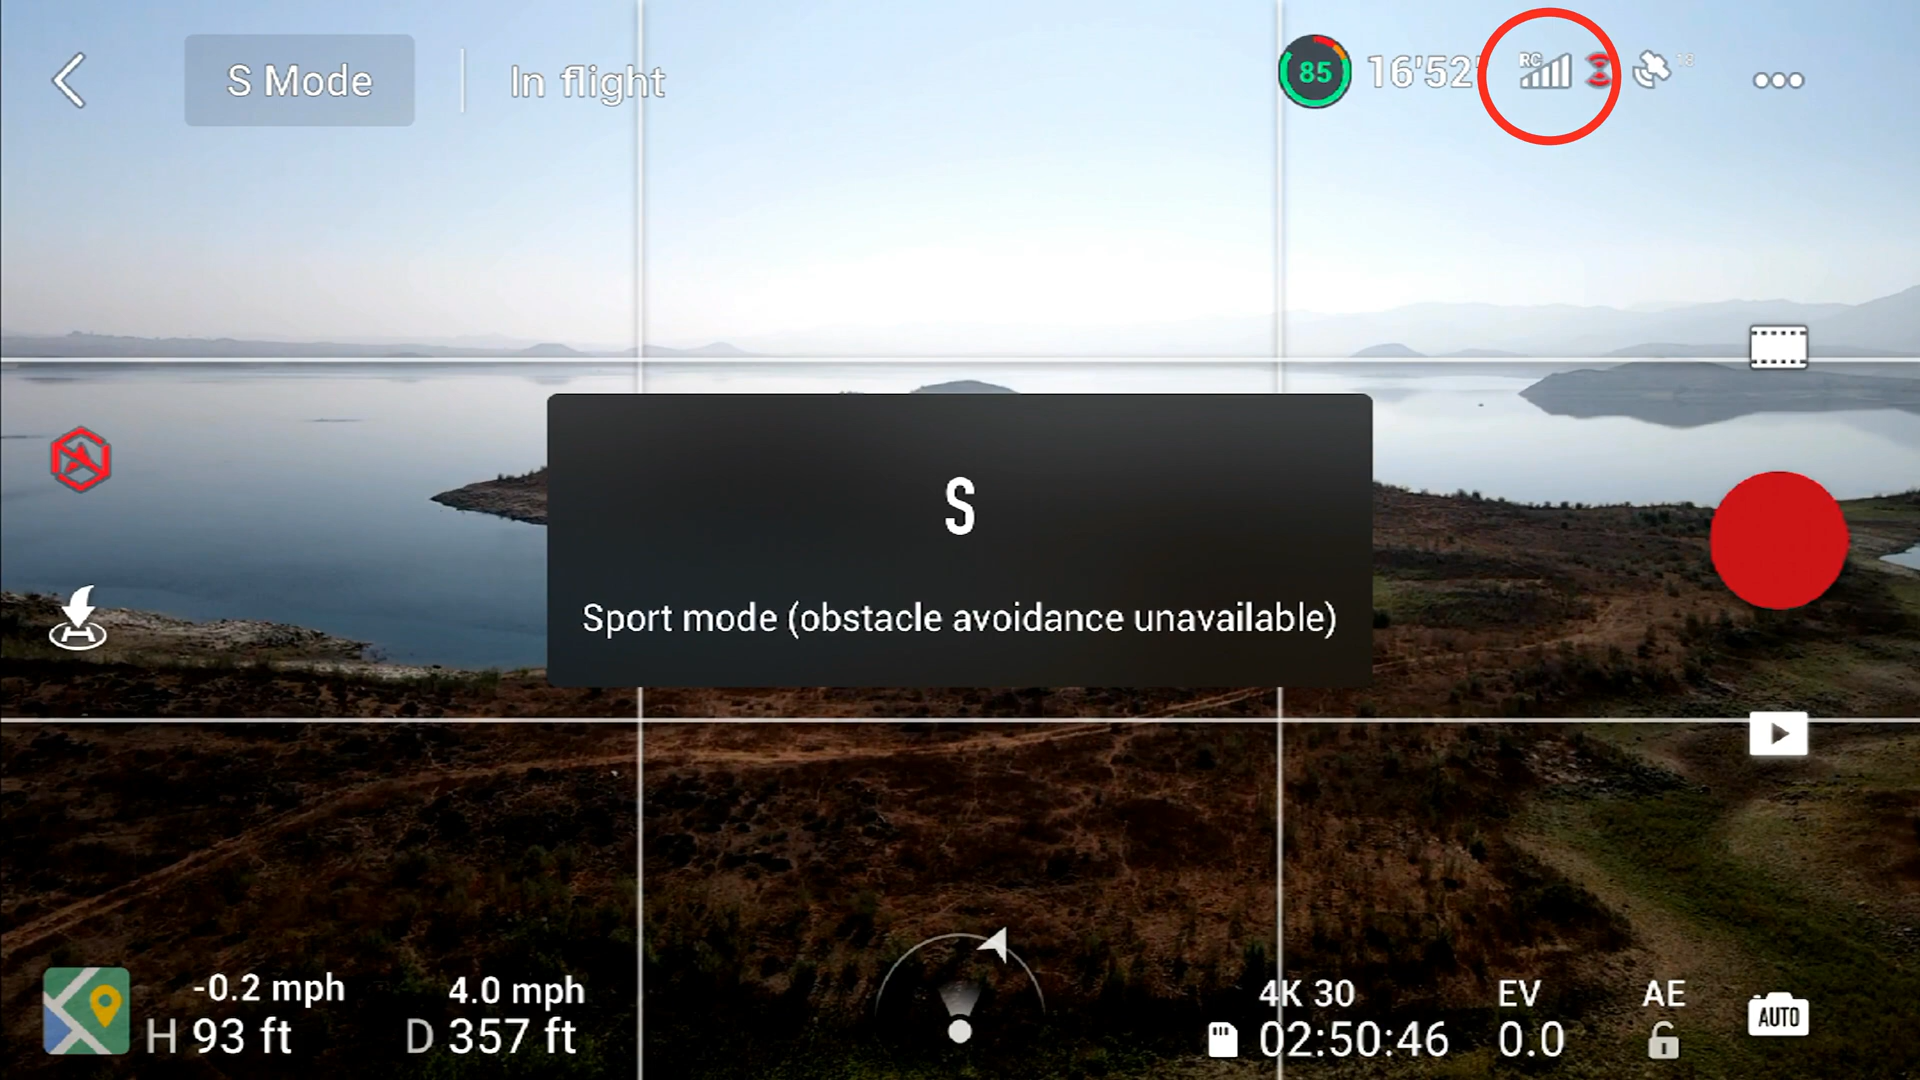 S Mode
In flight
85
16'52"
RC
18
S
Sport mode (obstacle avoidance unavailable)
-0.2 mph
4.0 mph
H 93 ft
D 357 ft
4K 30
02:50:46
EV
0.0
AE
AUTO